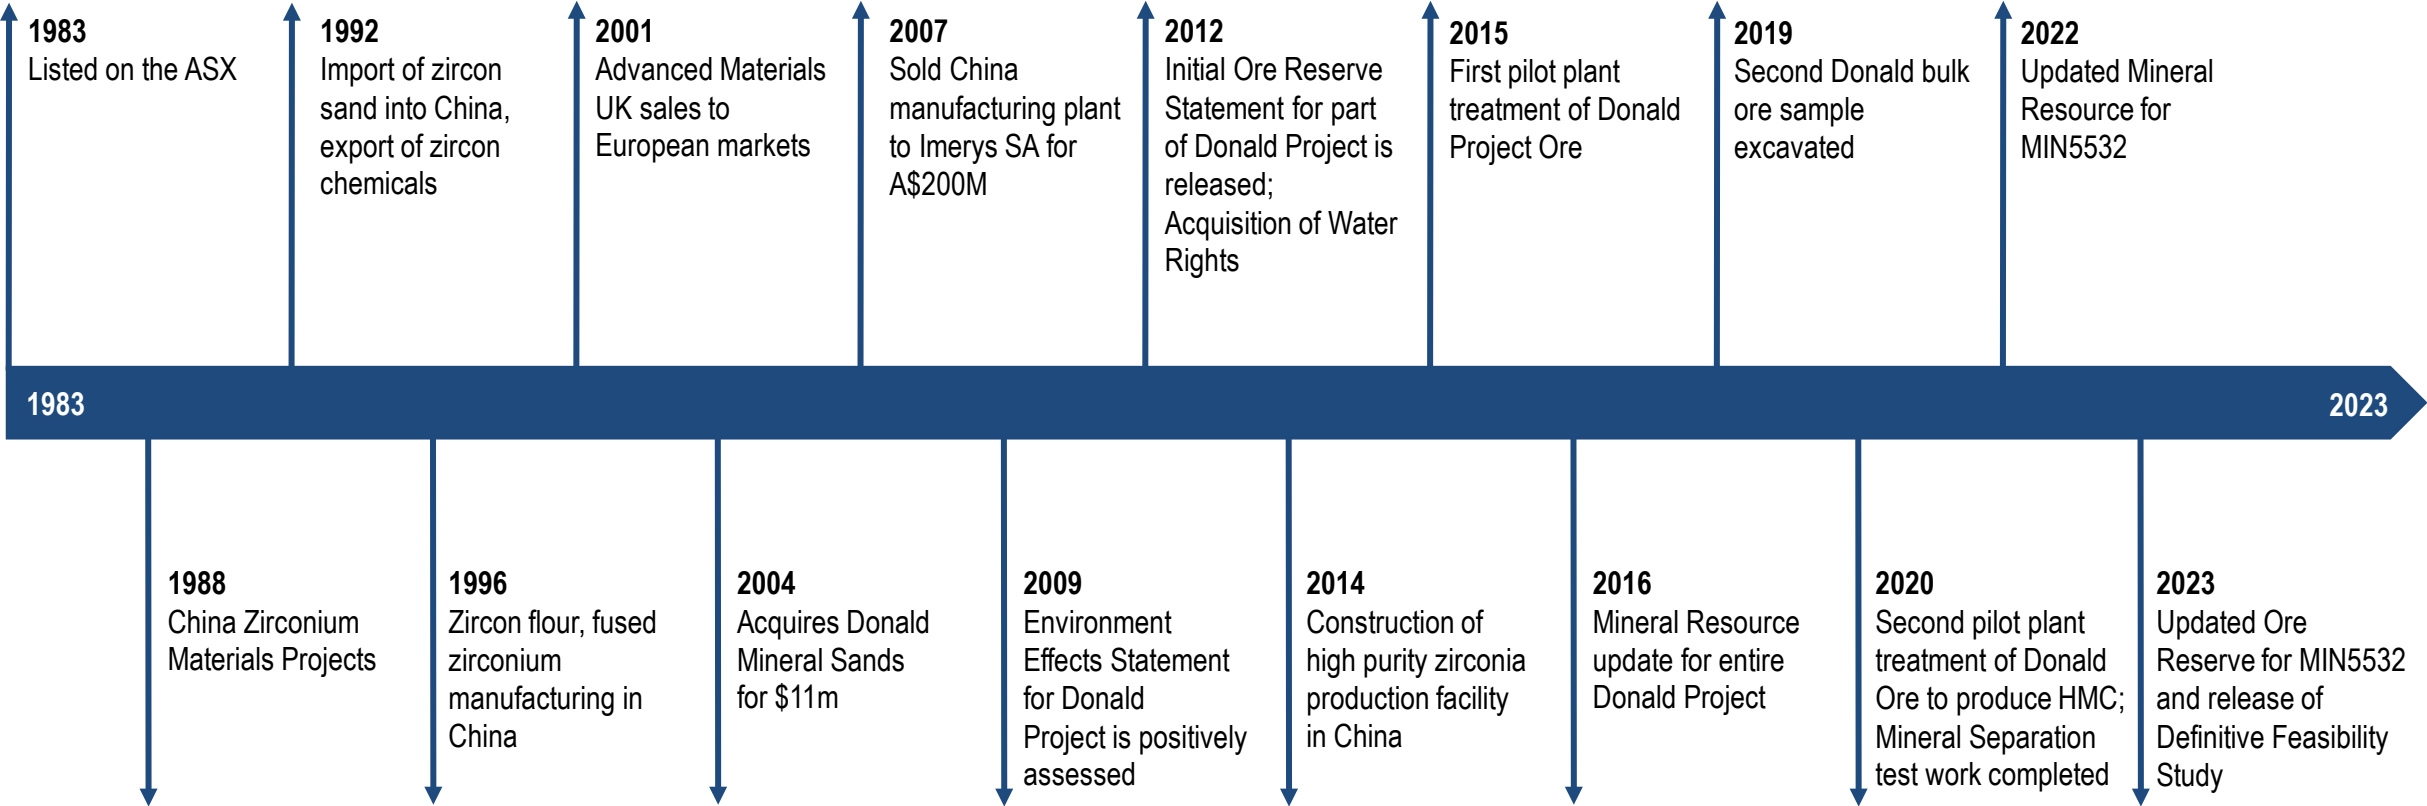 1983
Listed on the ASX
1992
Import of zircon
sand into China,
export of zircon
chemicals
2001
Advanced Materials
UK sales to
European markets
2007
Sold China
manufacturing plant
to Imerys SA for
A$200M
2012
Initial Ore Reserve
Statement for part
of Donald Project is
released;
Acquisition of Water
Rights
2015
First pilot plant
treatment of Donald
Project Ore
2019
Second Donald bulk
ore sample
excavated
2022
Updated Mineral
Resource for
MIN5532
1983
2023
1988
China Zirconium
Materials Projects
1996
Zircon flour, fused
zirconium
manufacturing in
China
2004
Acquires Donald
Mineral Sands
for $11m
2009
Environment
Effects Statement
for Donald
Project is positively
assessed
2014
Construction of
high purity zirconia
production facility
in China
2016
Mineral Resource
update for entire
Donald Project
2020
Second pilot plant
treatment of Donald
Ore to produce HMC;
Mineral Separation
test work completed
2023
Updated Ore
Reserve for MIN5532
and release of
Definitive Feasibility
Study